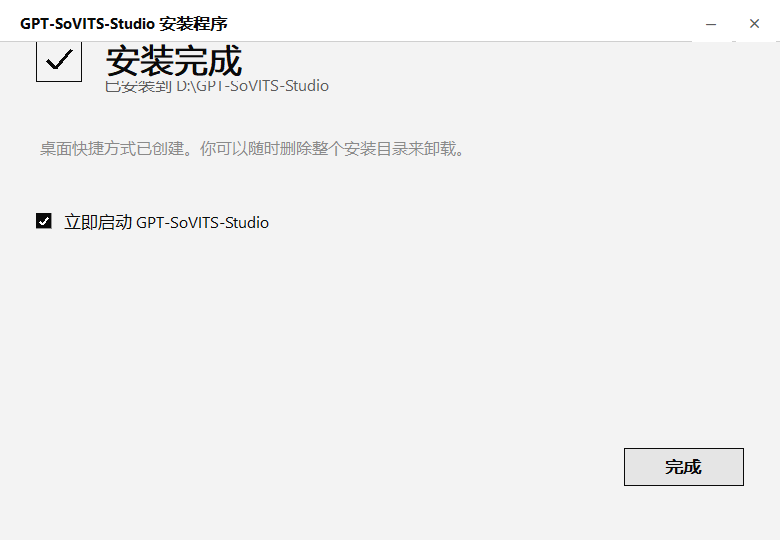 GPT-SoVITS-Studio 安装程序
安装完成
已安装到 D:\GPT-SoVITS-Studio
桌面快捷方式已创建。你可以随时删除整个安装目录来卸载。
立即启动 GPT-SoVITS-Studio
完成